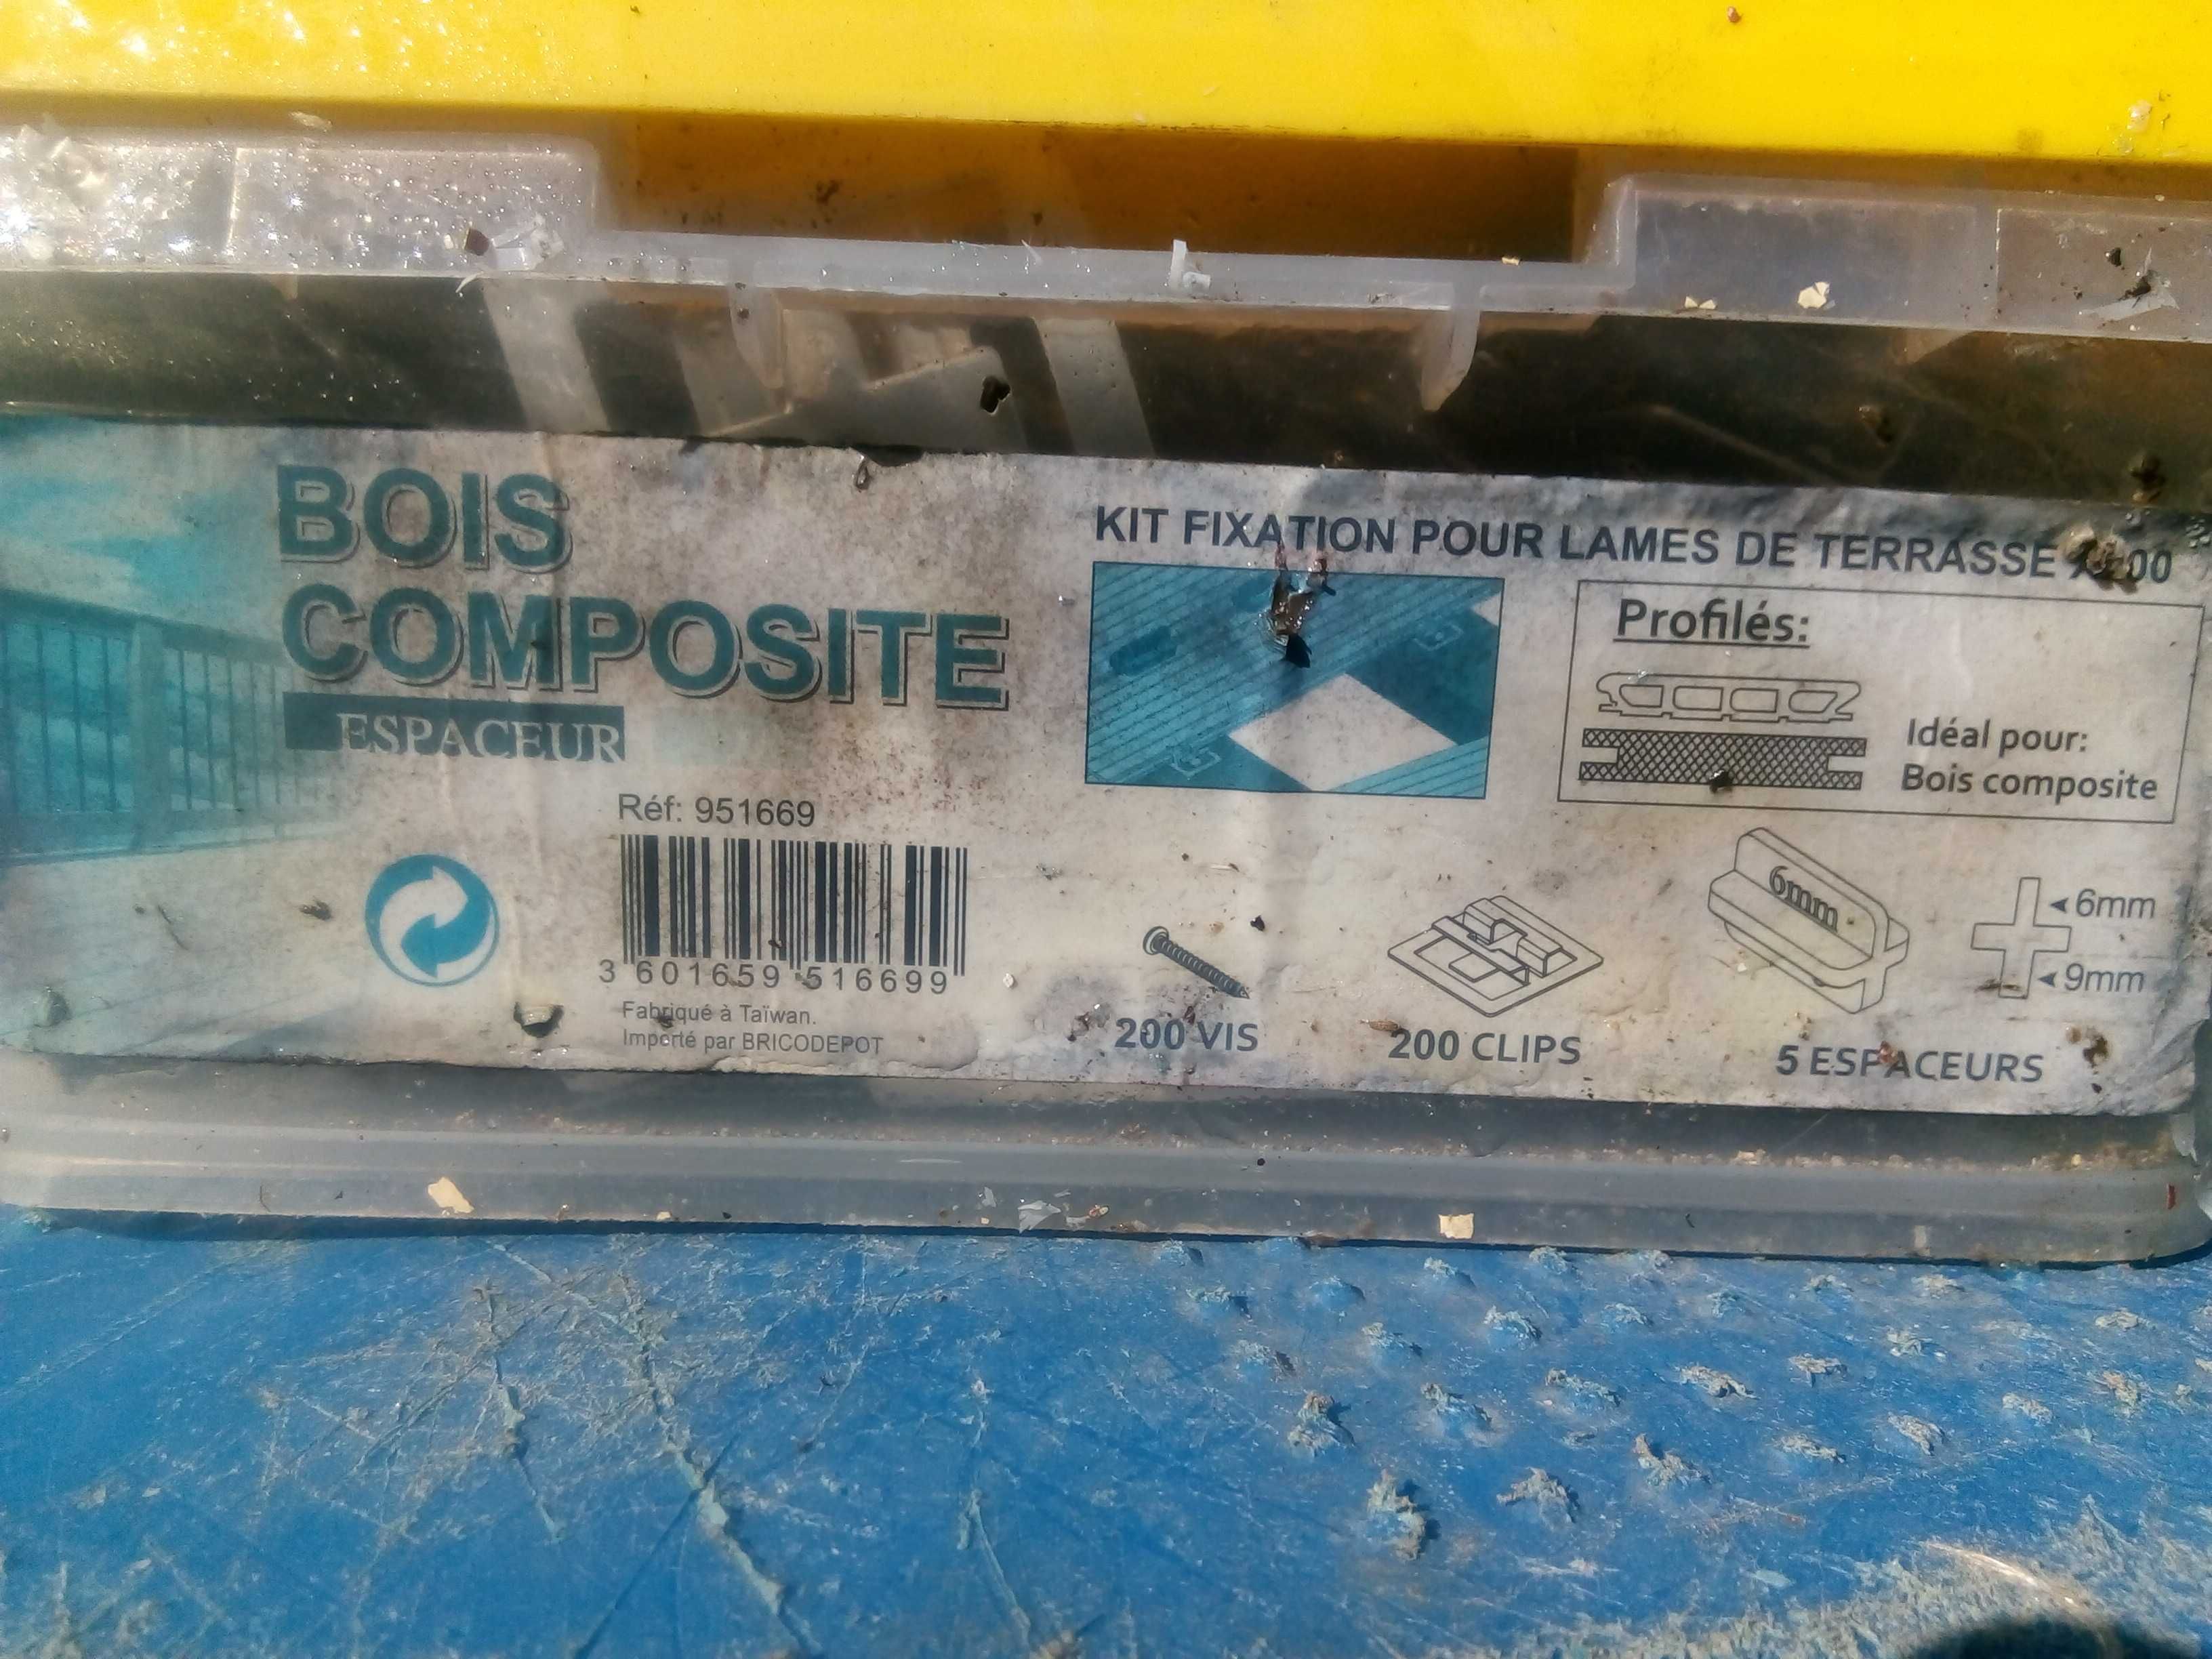 BOIS
COMPOSITE
ESPACEUR
Réf: 951669
3 601659 516699
Fabriqué à Taïwan.
Importé par BRICODEPOT
KIT FIXATION POUR LAMES DE TERRASSE
Profilés:
Idéal pour:
Bois composite
6mm
6mm
9mm
200 VIS
200 CLIPS
5 ESPACEURS